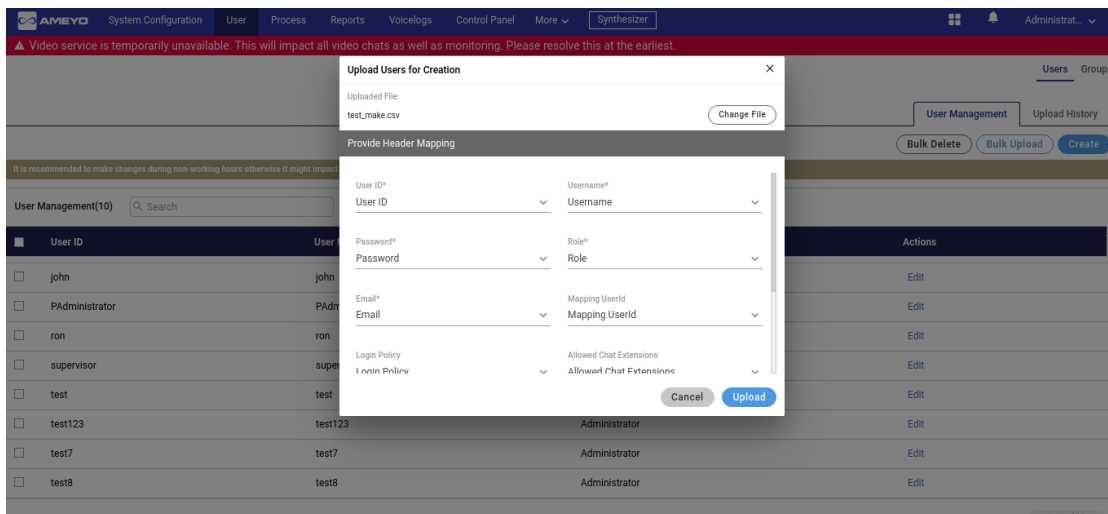 AMEYO System Configuration User Process Reports Voicelogs Control Panel More Synthesizer Administrat...
Video service is temporarily unavailable. This will impact all video chats as well as monitoring. Please resolve this at the earliest.
Users Group
User Management Upload History
Bulk Delete Bulk Upload Create
It is recommended to make changes during non-working hours otherwise it might impact
User Management(10) Search
User ID User Actions
john john Edit
PAdministrator PAdm Edit
ron ron Edit
supervisor super Edit
test test Edit
test123 test123 Administrator Edit
test7 test7 Administrator Edit
test8 test8 Administrator Edit
Upload Users for Creation
Uploaded File:
test_make.csv Change File
Provide Header Mapping
User ID* Username*
User ID Username
Password* Role*
Password Role
Email* Mapping UserId
Email Mapping UserId
Login Policy Allowed Chat Extensions
Login Policy Allowed Chat Extensions
Cancel Upload